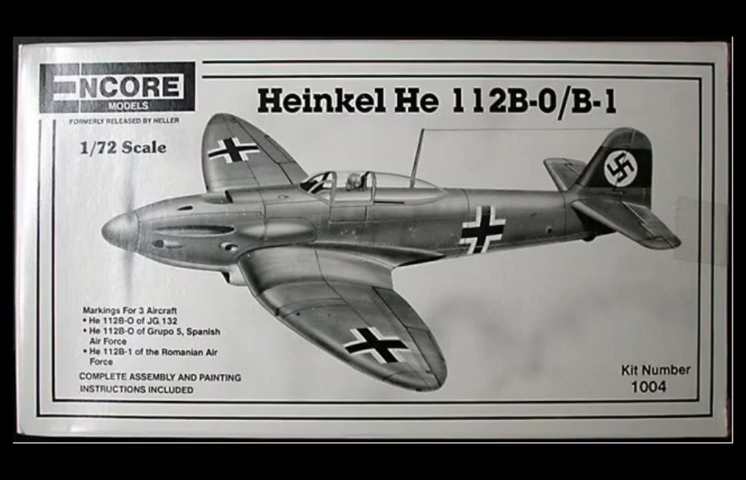 ENCORE
MODELS
FORMERLY RELEASED BY HELLER
Heinkel He 112B-0/B-1
1/72 Scale
Markings For 3 Aircraft
• He 112B-O of JG 132
• He 112B-O of Grupo 5, Spanish
Air Force
• He 112B-1 of the Romanian Air
Force
COMPLETE ASSEMBLY AND PAINTING
INSTRUCTIONS INCLUDED
Kit Number
1004